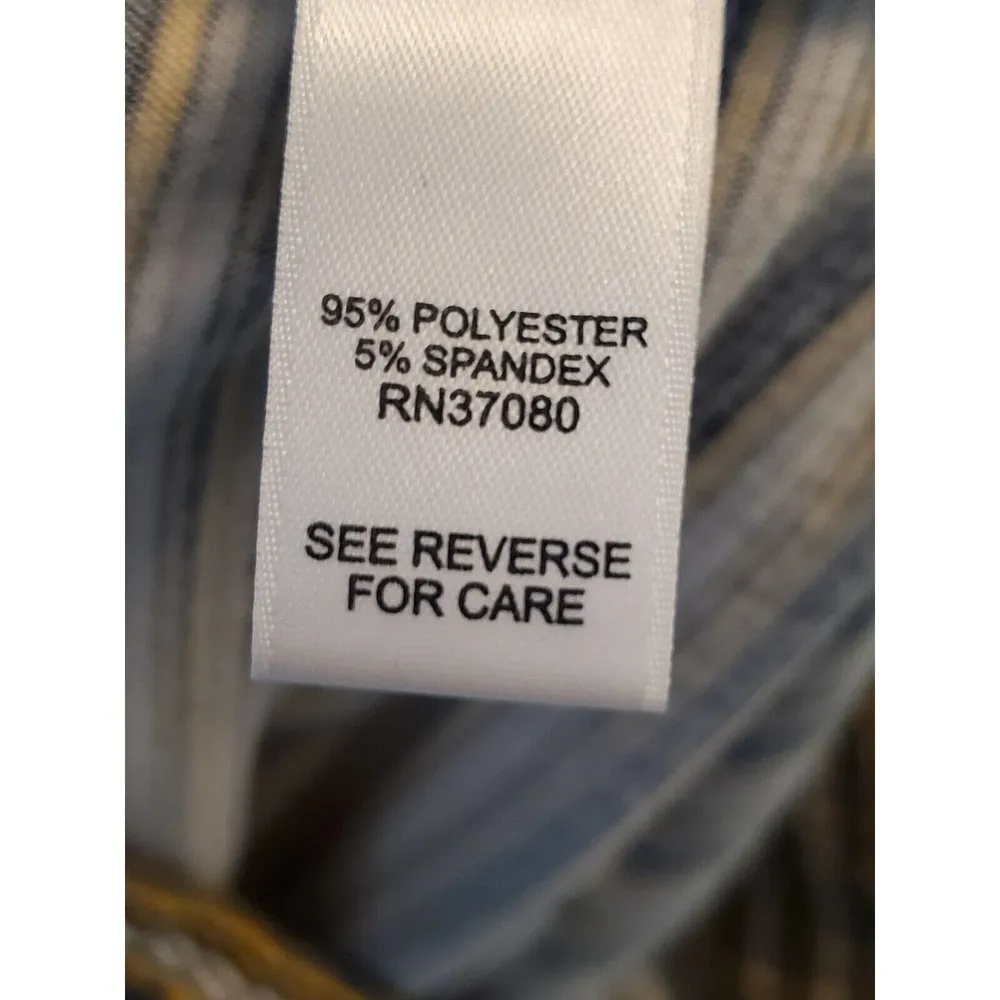 95% POLYESTER
5% SPANDEX
RN37080
SEE REVERSE
FOR CARE